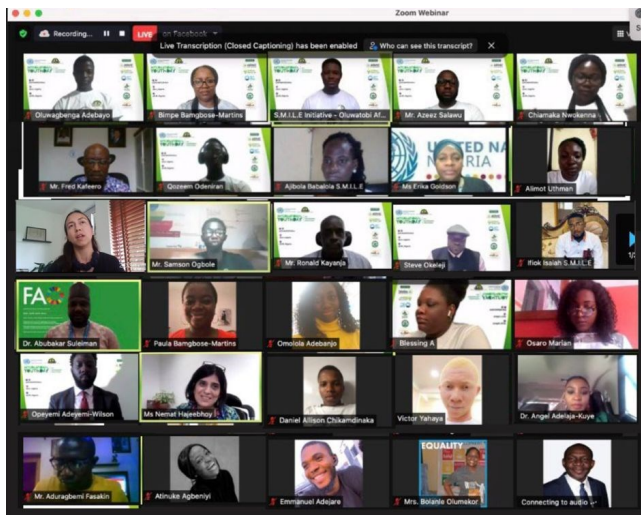 Zoom Webinar
Recording...
LIVE
on Facebook
Live Transcription (Closed Captioning) has been enabled
Who can see this transcript?
Oluwagbenga Adebayo
Bimpe Bamgbose-Martins
S.M.I.L.E Initiative - Oluwatobi Af...
Mr. Azeez Salawu
Chiamaka Nwokenna
Mr. Fred Kafeero
Qozeem Odeniran
Ajibola Babalola S.M.I.L.E
UNITED NA
NIGERIA
Ms Erika Goldson
Alimot Uthman
Mr. Samson Ogbole
Mr. Ronald Kayanja
Steve Okeleji
Ifiok Isaiah S.M.I.L.E
FAO
Dr. Abubakar Suleiman
Paula Bamgbose-Martins
Omolola Adebanjo
Blessing A
Osaro Marian
Opeyemi Adeyemi-Wilson
Ms Nemat Hajeebhoy
Daniel Allison Chikamdinaka
Victor Yahaya
Dr. Angel Adelaja-Kuye
Mr. Aduragbemi Fasakin
Atinuke Agbeniyi
Emmanuel Adejare
EQUALITY
Mrs. Bolanle Olumekor
Connecting to audio ...